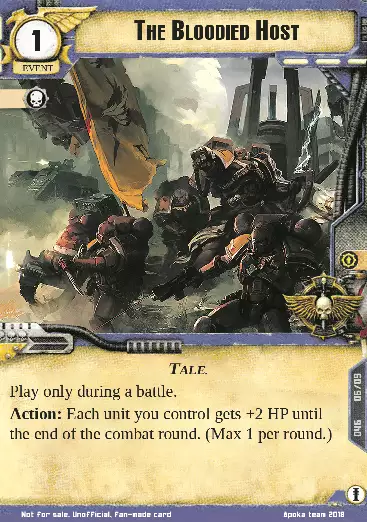 1
THE BLOODIED HOST
EVENT
TALE.
Play only during a battle.
Action: Each unit you control gets +2 HP until
the end of the combat round. (Max 1 per round.)
046 06/09
Not for sale. Unofficial, Fan-made card
Apoka team 2018